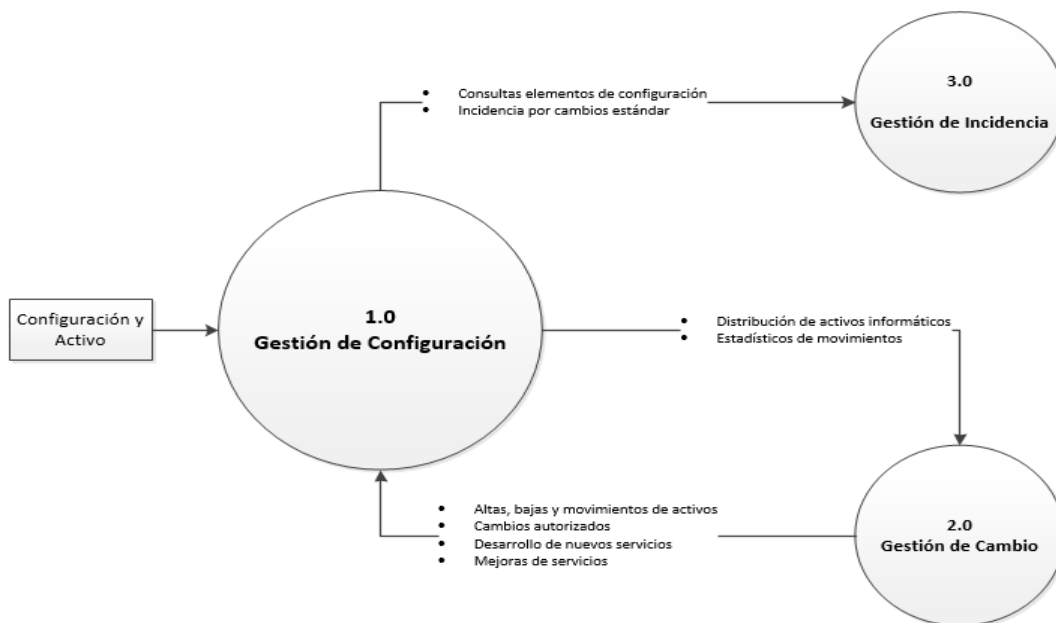 Consultas elementos de configuración
Incidencia por cambios estándar
3.0
Gestión de Incidencia
Configuración y
Activo
1.0
Gestión de Configuración
Distribución de activos informáticos
Estadísticos de movimientos
Altas, bajas y movimientos de activos
Cambios autorizados
Desarrollo de nuevos servicios
Mejoras de servicios
2.0
Gestión de Cambio